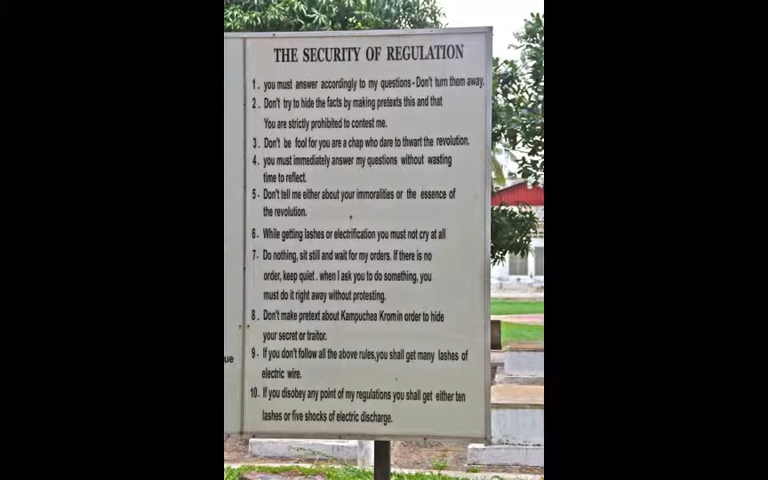 THE SECURITY OF REGULATION
1. you must answer accordingly to my questions - Don't turn them away.
2. Don't try to hide the facts by making pretexts this and that
You are strictly prohibited to contest me.
3. Don't be fool for you are a chap who dare to thwart the revolution.
4. you must immediately answer my questions without wasting
time to reflect.
5. Don't tell me either about your immoralities or the essence of
the revolution.
6. While getting lashes or electrification you must not cry at all
7. Do nothing, sit still and wait for my orders. If there is no
order, keep quiet. when I ask you to do something, you
must do it right away without protesting.
8. Don't make pretext about Kampuchea Krom in order to hide
your secret or traitor.
9. If you don't follow all the above rules,you shall get many lashes of
electric wire.
10. If you disobey any point of my regulations you shall get either ten
lashes or five shocks of electric discharge.
ue